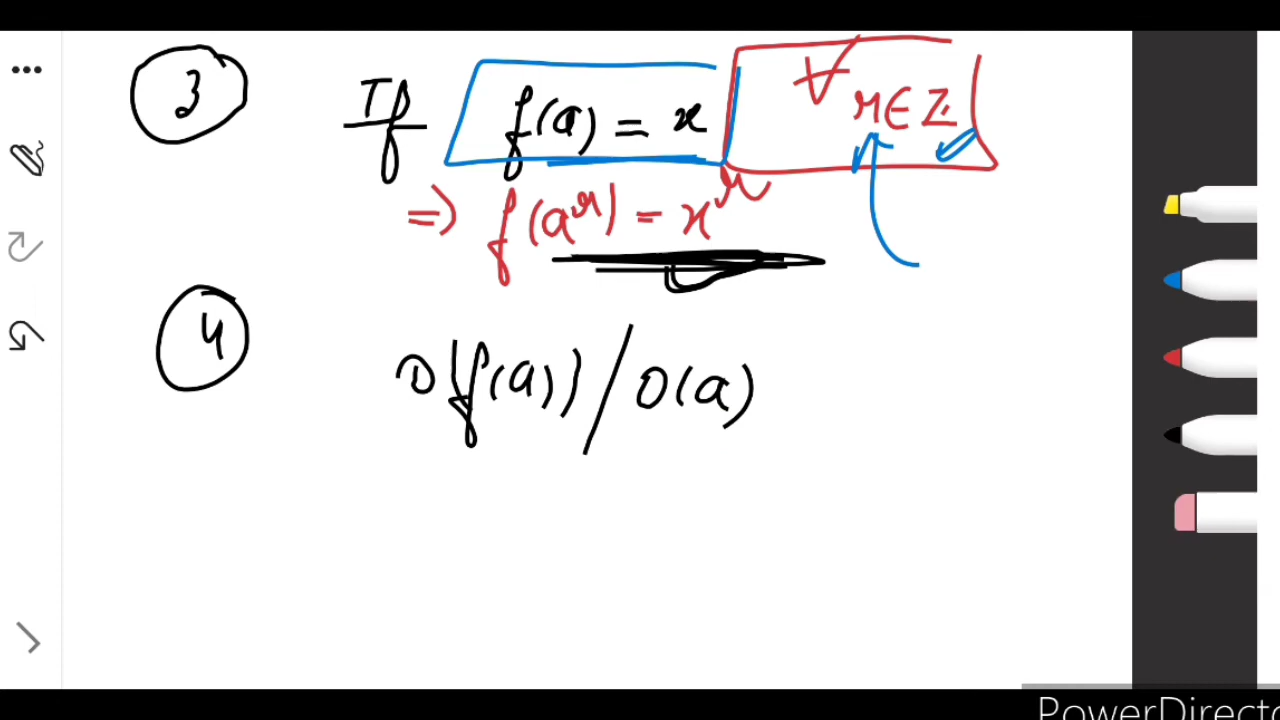 3 If f(a) = x ∀ r ∈ Z
=> f(a^r) = x^r
4 O(f(a)) / O(a)
PowerDirecto